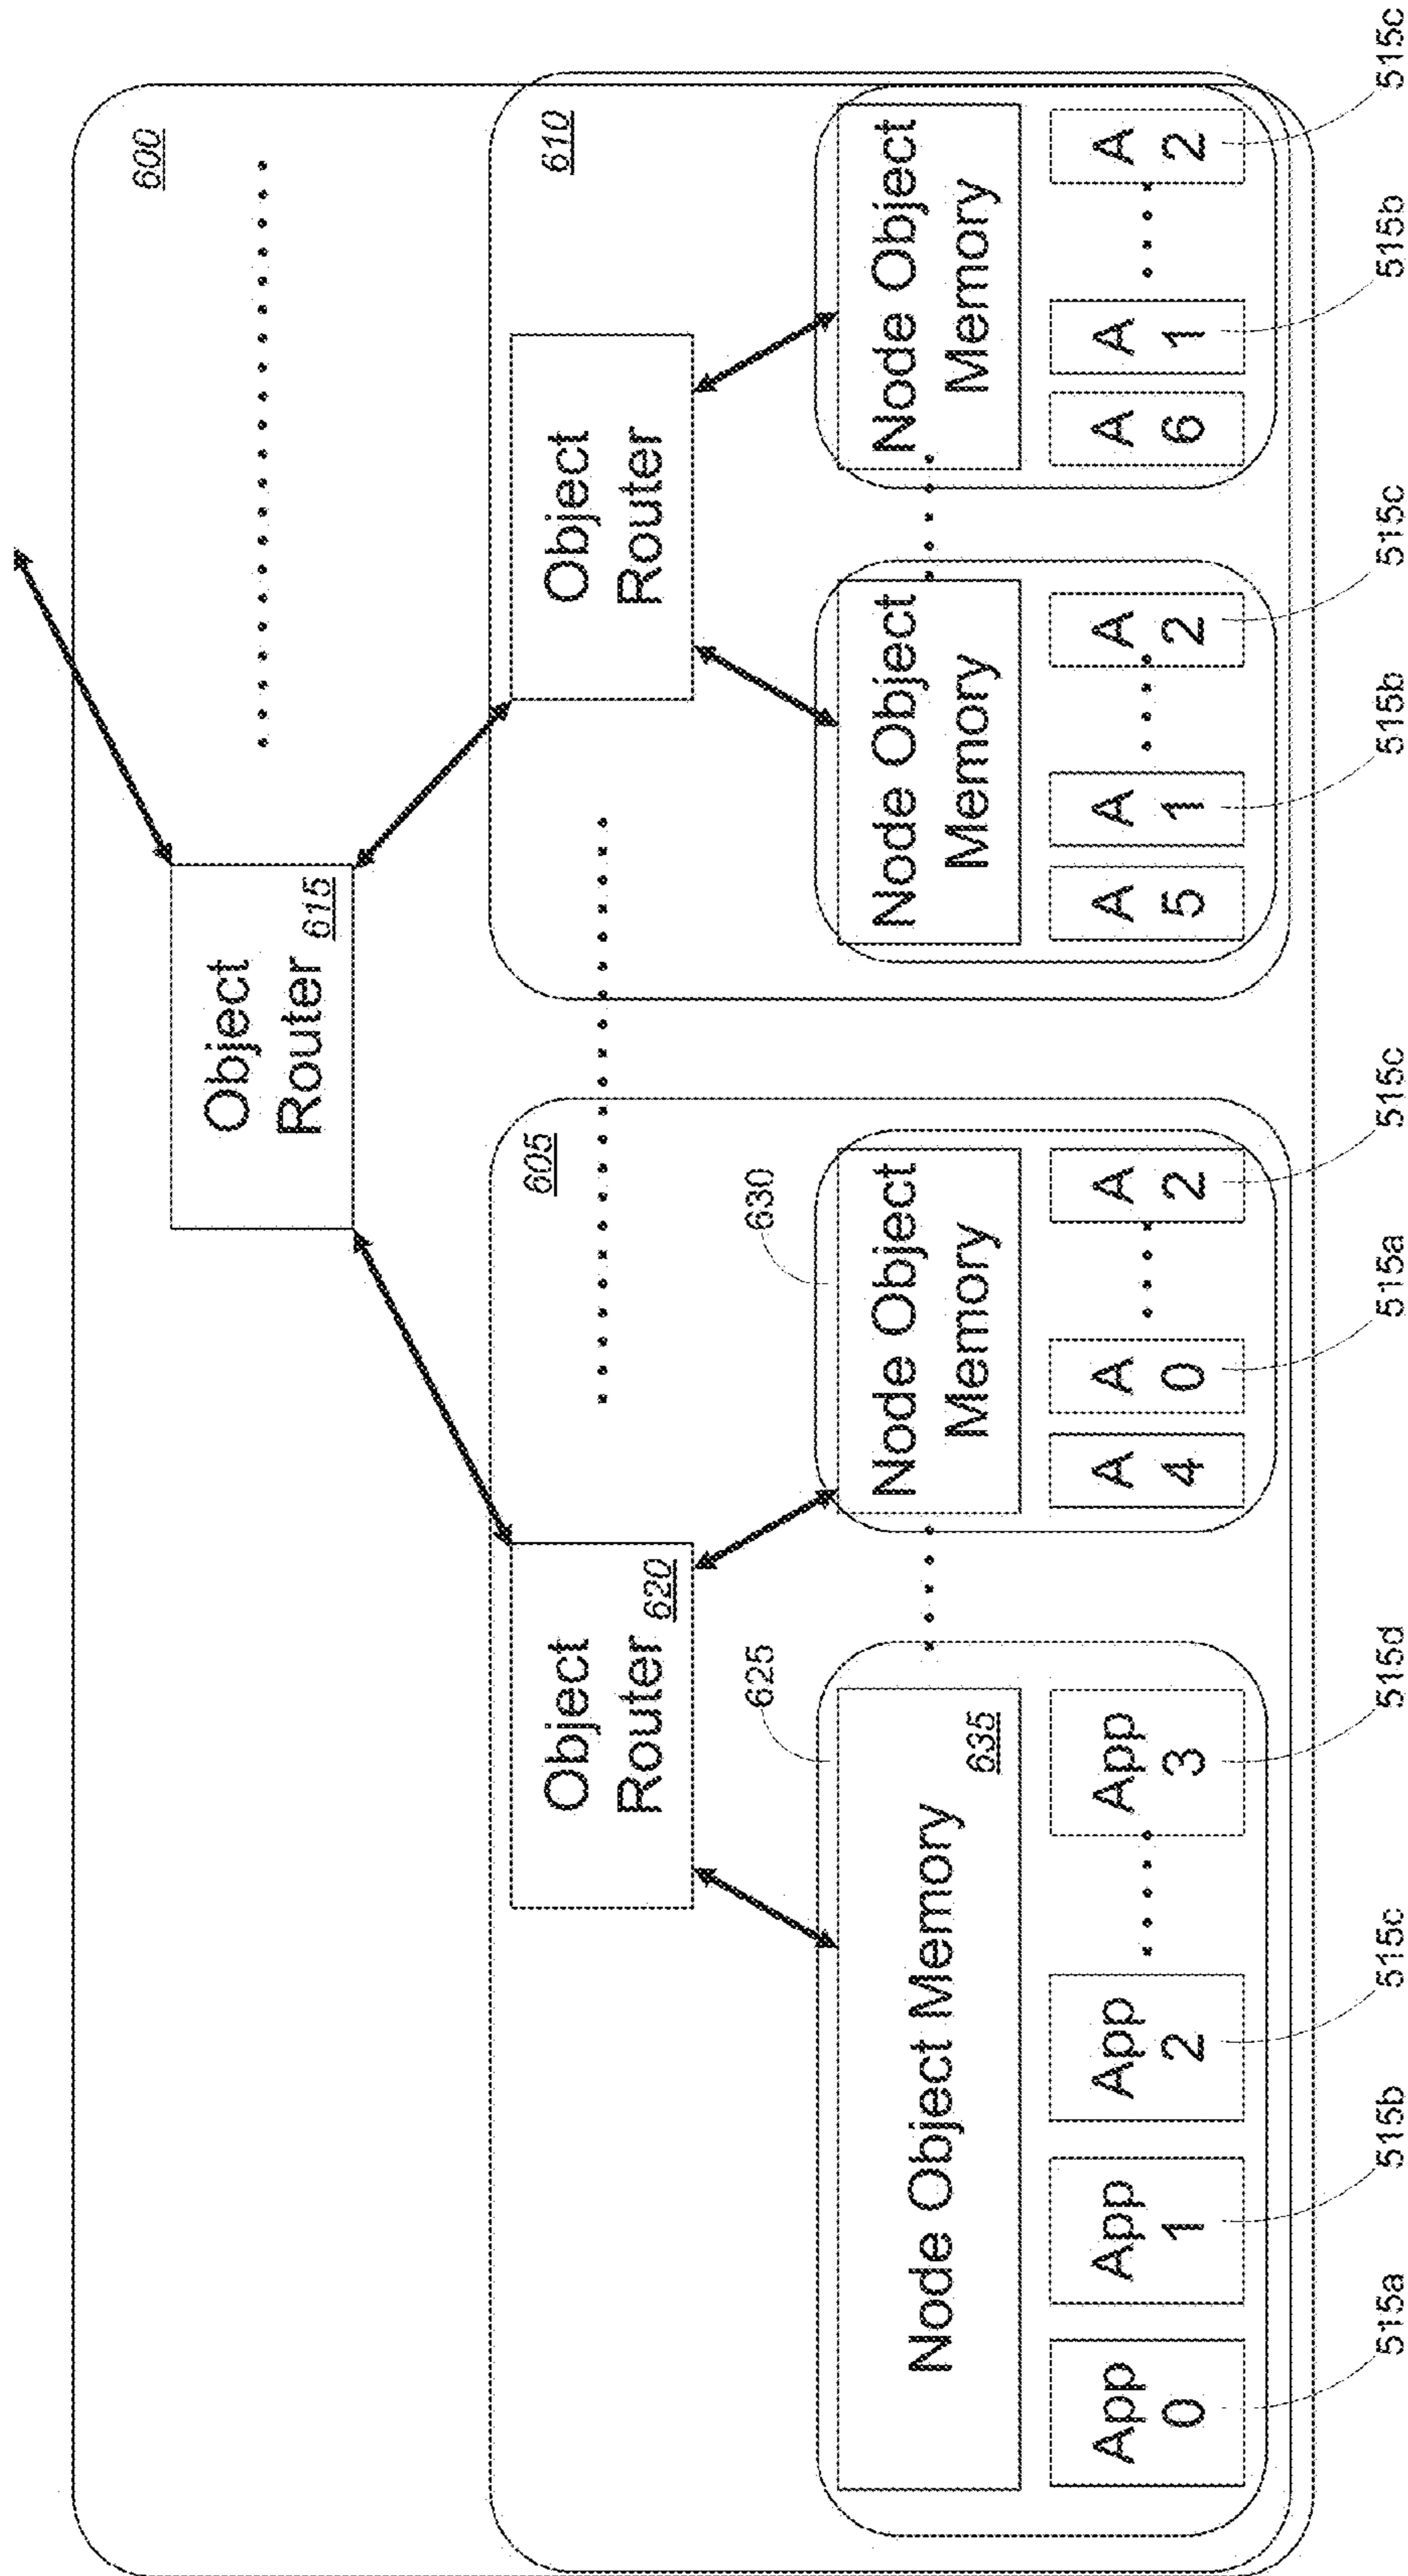 600
Object
Router
615
605
610
Object
Router
620
Object
Router
625
630
Node Object Memory
635
Node Object
Memory
Node Object
Memory
Node Object
Memory
App
0
App
1
App
2
App
3
A
4
A
0
A
2
A
5
A
1
A
2
A
6
A
1
A
2
515a
515b
515c
515d
515a
515c
515b
515c
515b
515c